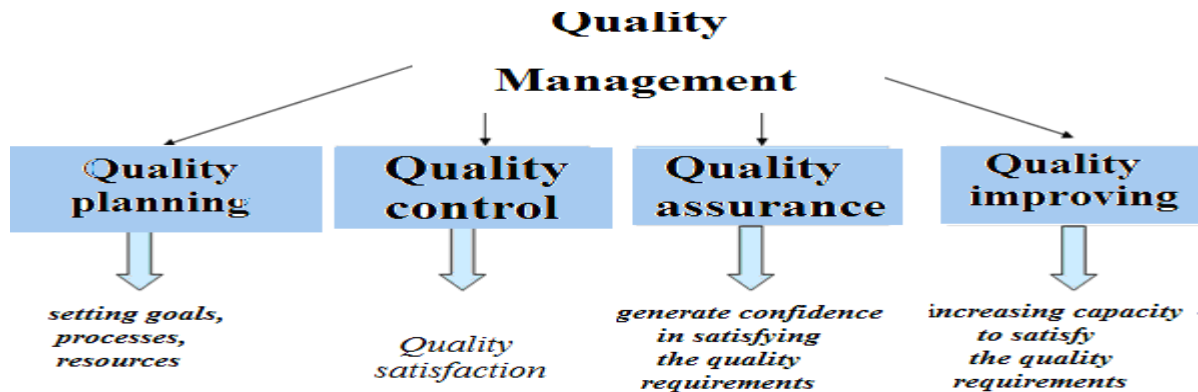 Quality
Management
Quality
planning
Quality
control
Quality
assurance
Quality
improving
setting goals,
processes,
resources
Quality
satisfaction
generate confidence
in satisfying
the quality
requirements
increasing capacity
to satisfy
the quality
requirements